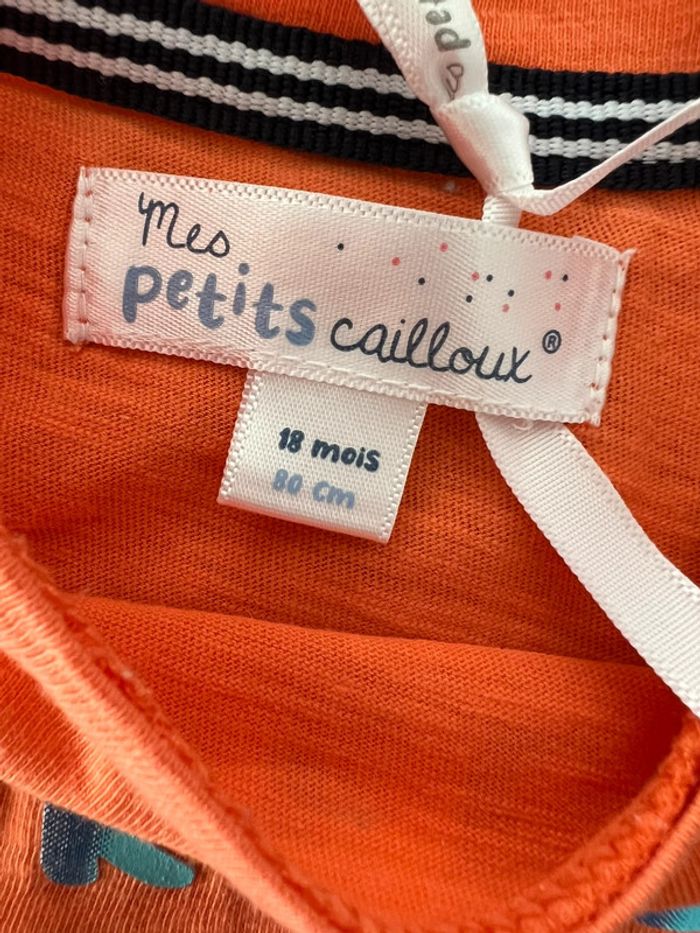 Mes
petits cailloux®
18 mois
80 cm